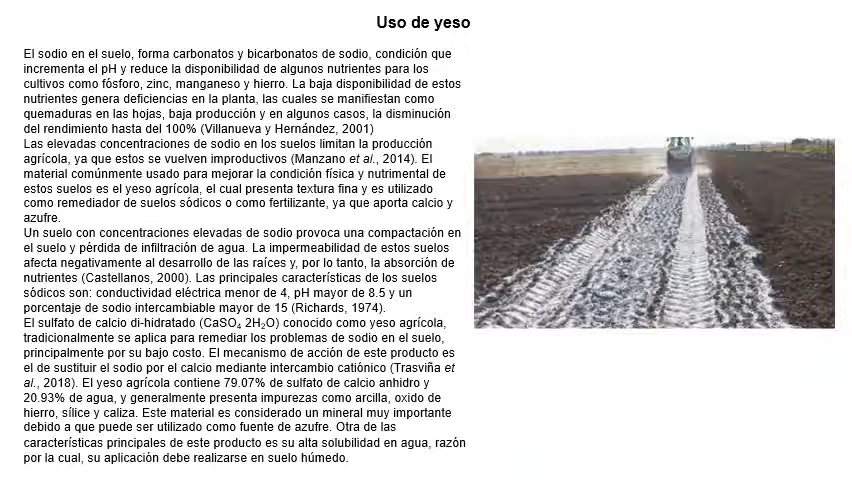 Uso de yeso
El sodio en el suelo, forma carbonatos y bicarbonatos de sodio, condición que
incrementa el pH y reduce la disponibilidad de algunos nutrientes para los
cultivos como fósforo, zinc, manganeso y hierro. La baja disponibilidad de estos
nutrientes genera deficiencias en la planta, las cuales se manifiestan como
quemaduras en las hojas, baja producción y en algunos casos, la disminución
del rendimiento hasta del 100% (Villanueva y Hernández, 2001)
Las elevadas concentraciones de sodio en los suelos limitan la producción
agrícola, ya que estos se vuelven improductivos (Manzano et al., 2014). El
material comúnmente usado para mejorar la condición física y nutrimental de
estos suelos es el yeso agrícola, el cual presenta textura fina y es utilizado
como remediador de suelos sódicos o como fertilizante, ya que aporta calcio y
azufre.
Un suelo con concentraciones elevadas de sodio provoca una compactación en
el suelo y pérdida de infiltración de agua. La impermeabilidad de estos suelos
afecta negativamente al desarrollo de las raíces y, por lo tanto, la absorción de
nutrientes (Castellanos, 2000). Las principales características de los suelos
sódicos son: conductividad eléctrica menor de 4, pH mayor de 8.5 y un
porcentaje de sodio intercambiable mayor de 15 (Richards, 1974).
El sulfato de calcio di-hidratado (CaSO₄ 2H₂O) conocido como yeso agrícola,
tradicionalmente se aplica para remediar los problemas de sodio en el suelo,
principalmente por su bajo costo. El mecanismo de acción de este producto es
el de sustituir el sodio por el calcio mediante intercambio catiónico (Trasviña et
al., 2018). El yeso agrícola contiene 79.07% de sulfato de calcio anhidro y
20.93% de agua, y generalmente presenta impurezas como arcilla, oxido de
hierro, sílice y caliza. Este material es considerado un mineral muy importante
debido a que puede ser utilizado como fuente de azufre. Otra de las
características principales de este producto es su alta solubilidad en agua, razón
por la cual, su aplicación debe realizarse en suelo húmedo.